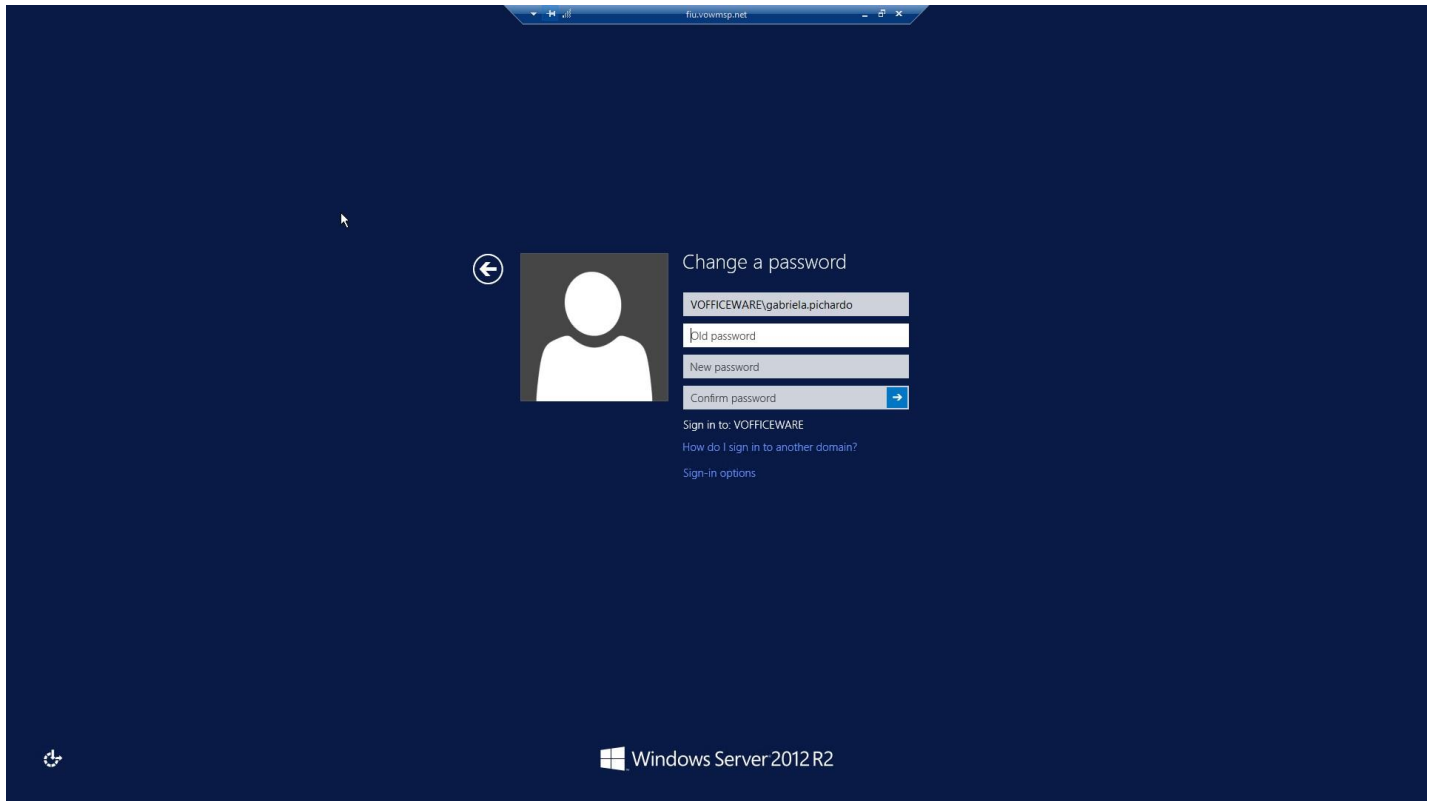 fiu.vowmsp.net
Change a password
VOFFICEWARE\gabriela.pichardo
Old password
New password
Confirm password
Sign in to: VOFFICEWARE
How do I sign in to another domain?
Sign-in options
Windows Server 2012 R2